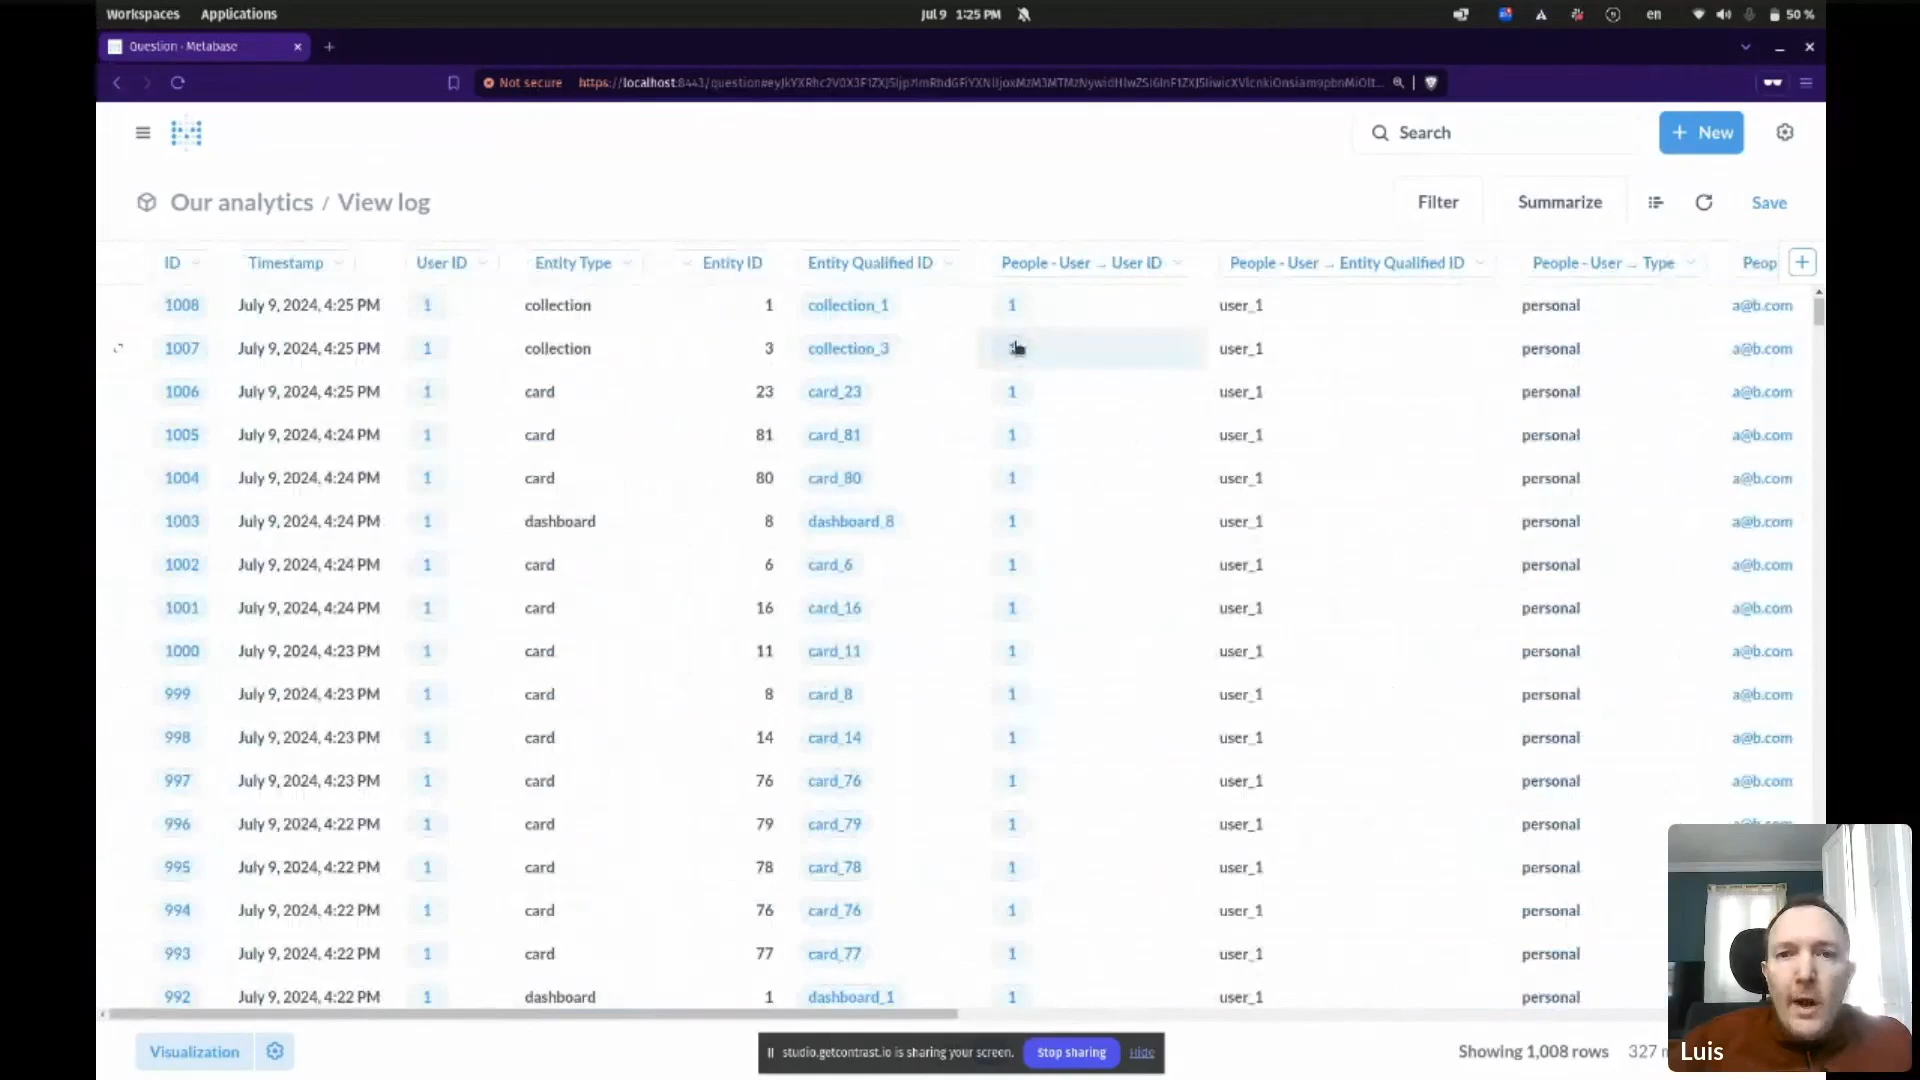 Workspaces Applications Jul 9 1:25 PM en 50 %
Question · Metabase
Not secure
Search
New
Our analytics / View log
Filter Summarize Save
ID Timestamp User ID Entity Type Entity ID Entity Qualified ID People - User → User ID People - User → Entity Qualified ID People - User → Type Peop
1008 July 9, 2024, 4:25 PM 1 collection 1 collection_1 1 user_1 personal a@b.com
1007 July 9, 2024, 4:25 PM 1 collection 3 collection_3 user_1 personal a@b.com
1006 July 9, 2024, 4:25 PM 1 card 23 card_23 1 user_1 personal a@b.com
1005 July 9, 2024, 4:24 PM 1 card 81 card_81 1 user_1 personal a@b.com
1004 July 9, 2024, 4:24 PM 1 card 80 card_80 1 user_1 personal a@b.com
1003 July 9, 2024, 4:24 PM 1 dashboard 8 dashboard_8 1 user_1 personal a@b.com
1002 July 9, 2024, 4:24 PM 1 card 6 card_6 1 user_1 personal a@b.com
1001 July 9, 2024, 4:24 PM 1 card 16 card_16 1 user_1 personal a@b.com
1000 July 9, 2024, 4:23 PM 1 card 11 card_11 1 user_1 personal a@b.com
999 July 9, 2024, 4:23 PM 1 card 8 card_8 1 user_1 personal a@b.com
998 July 9, 2024, 4:23 PM 1 card 14 card_14 1 user_1 personal a@b.com
997 July 9, 2024, 4:23 PM 1 card 76 card_76 1 user_1 personal a@b.com
996 July 9, 2024, 4:22 PM 1 card 79 card_79 1 user_1 personal
995 July 9, 2024, 4:22 PM 1 card 78 card_78 1 user_1 personal
994 July 9, 2024, 4:22 PM 1 card 76 card_76 1 user_1 personal
993 July 9, 2024, 4:22 PM 1 card 77 card_77 1 user_1 personal
992 July 9, 2024, 4:22 PM 1 dashboard 1 dashboard_1 1 user_1 personal
Visualization studio.getcontrast.io is sharing your screen. Stop sharing Hide Showing 1,008 rows 327 Luis